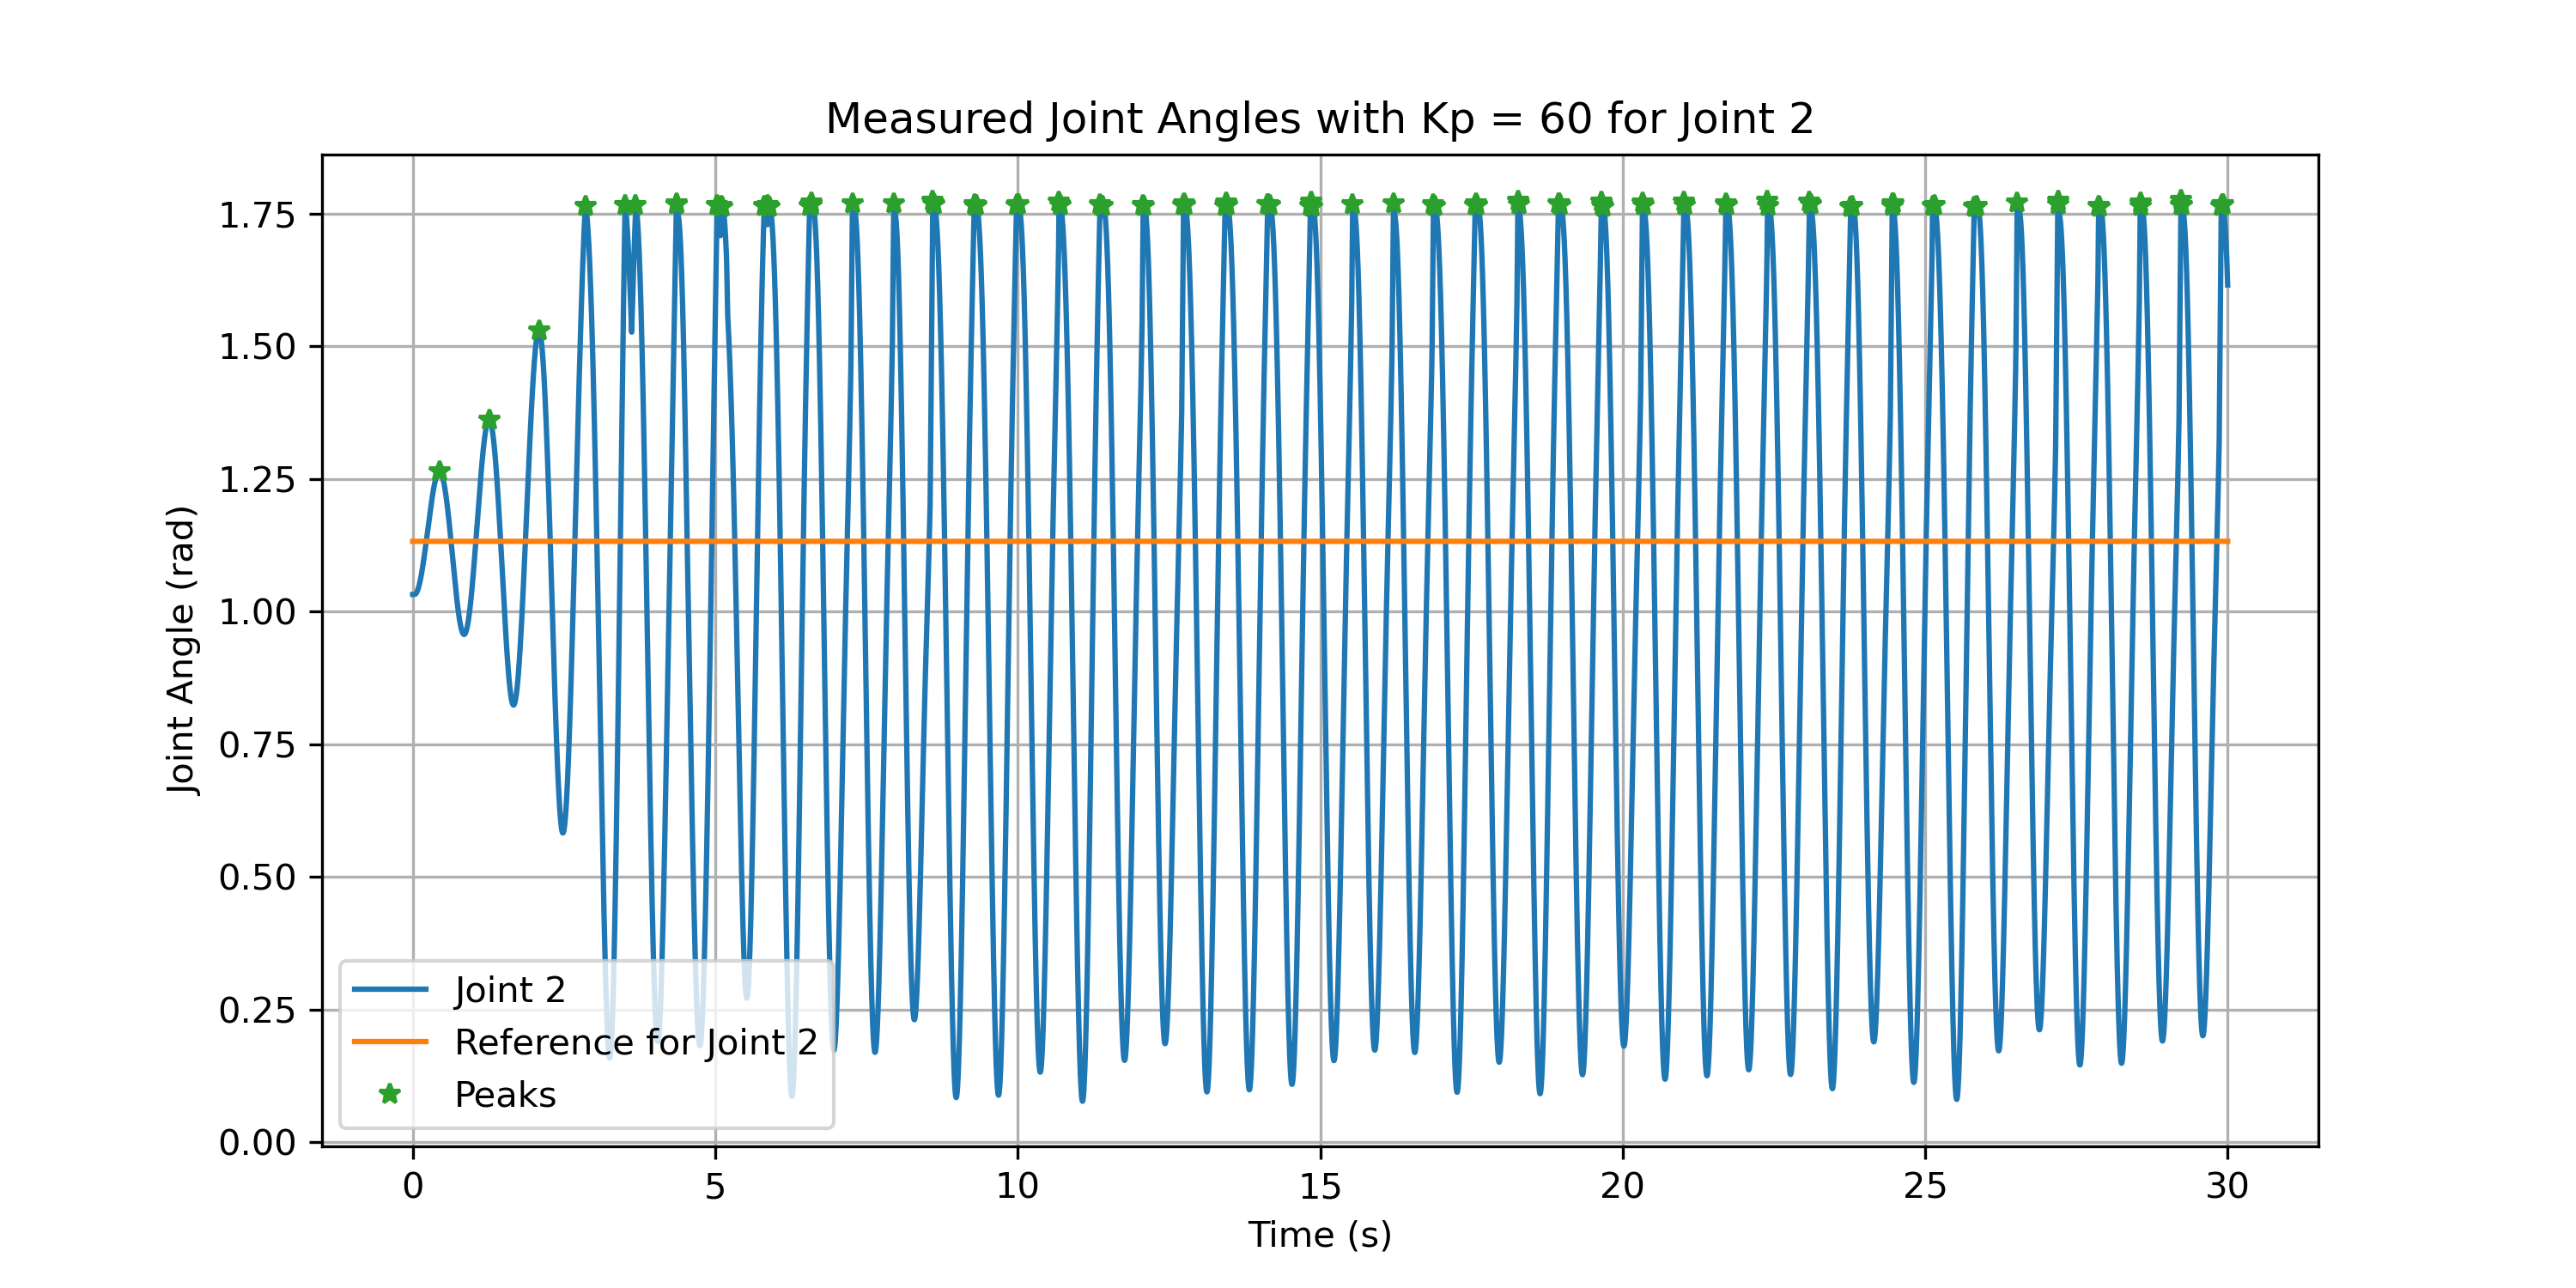 Measured Joint Angles with Kp = 60 for Joint 2
Joint Angle (rad)
1.75
1.50
1.25
1.00
0.75
0.50
0.25
0.00
Joint 2
Reference for Joint 2
Peaks
0 5 10 15 20 25 30
Time (s)